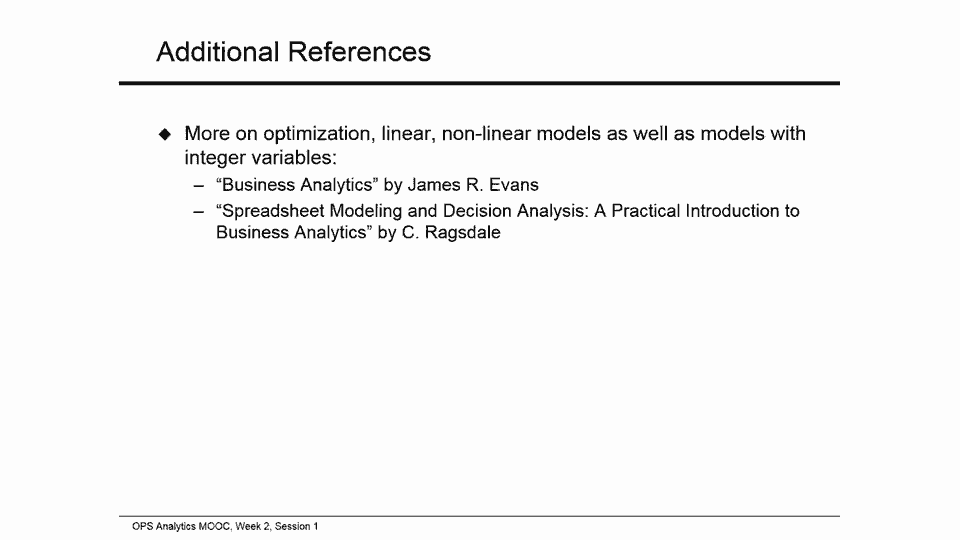 Additional References
◆ More on optimization, linear, non-linear models as well as models with
integer variables:
– “Business Analytics” by James R. Evans
– “Spreadsheet Modeling and Decision Analysis: A Practical Introduction to
Business Analytics” by C. Ragsdale
OPS Analytics MOOC, Week 2, Session 1